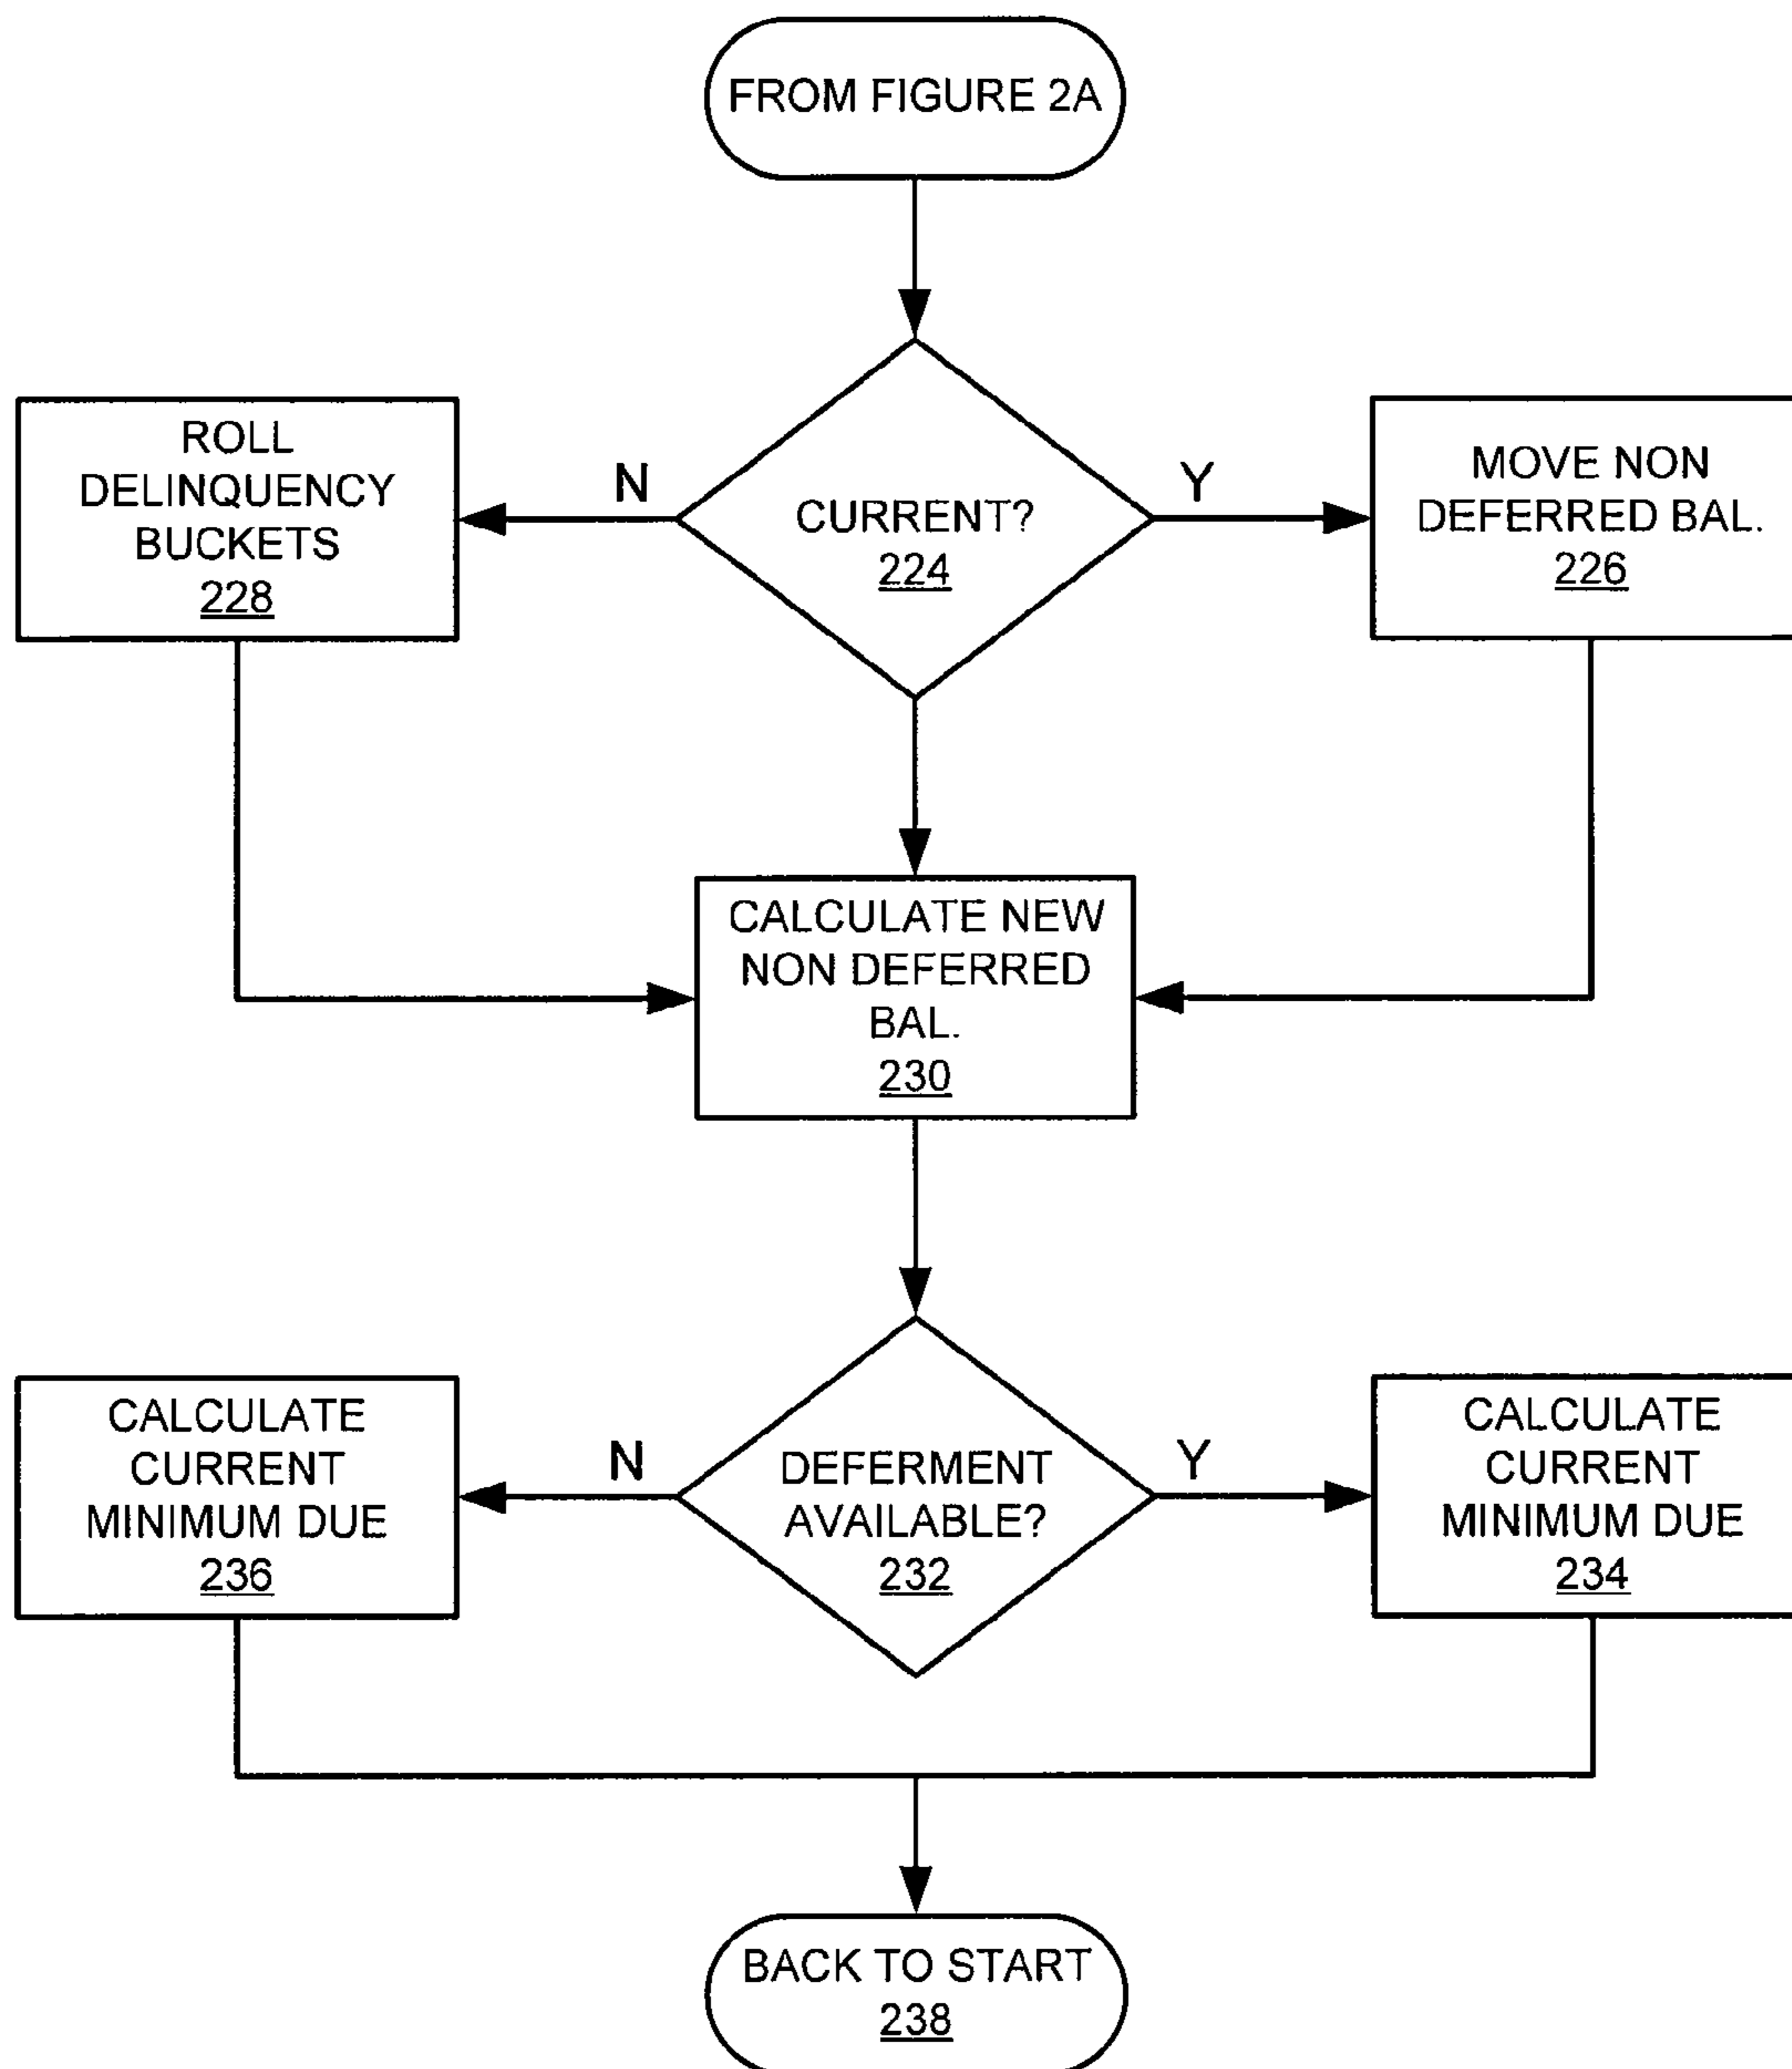 FROM FIGURE 2A
ROLL
DELINQUENCY
BUCKETS
228
N
CURRENT?
224
Y
MOVE NON
DEFERRED BAL.
226
CALCULATE NEW
NON DEFERRED
BAL.
230
CALCULATE
CURRENT
MINIMUM DUE
236
N
DEFERMENT
AVAILABLE?
232
Y
CALCULATE
CURRENT
MINIMUM DUE
234
BACK TO START
238